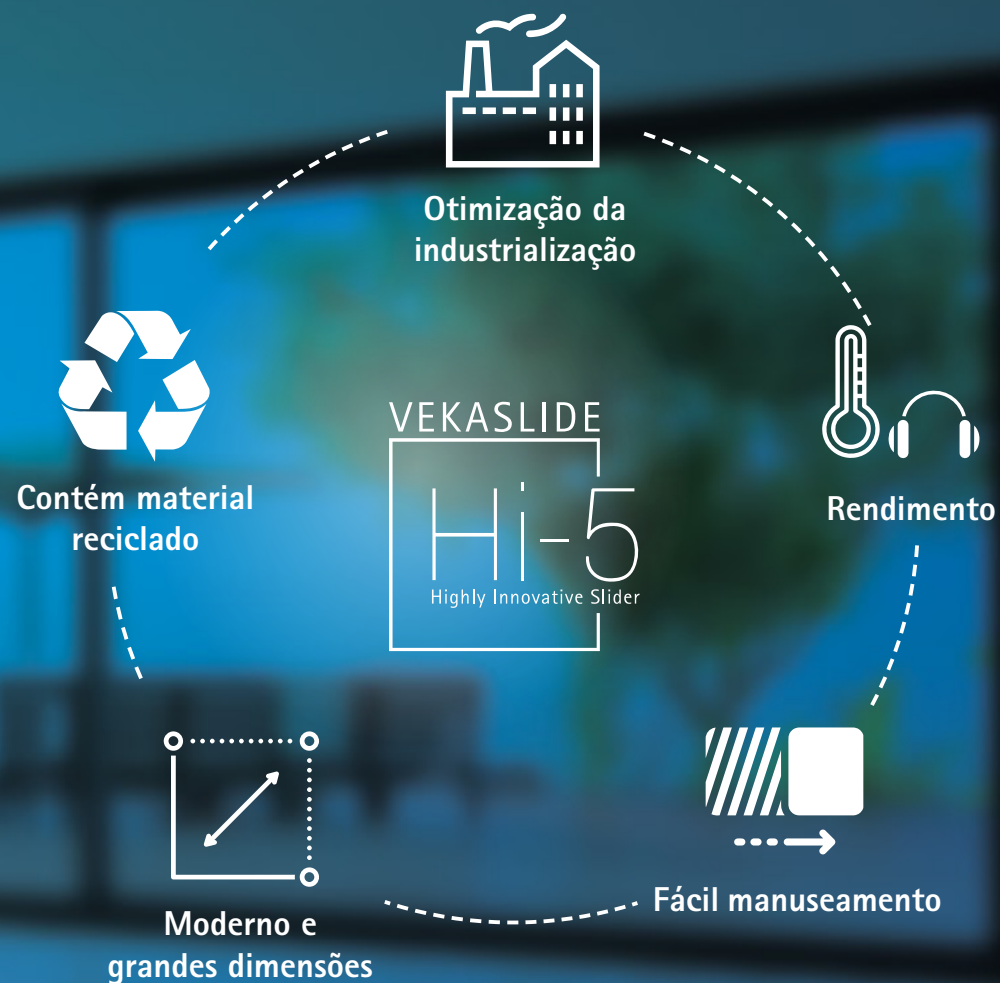 Otimização da
industrialização
Contém material
reciclado
VEKASLIDE
Hi-5
Highly Innovative Slider
Rendimento
Fácil manuseamento
Moderno e
grandes dimensões